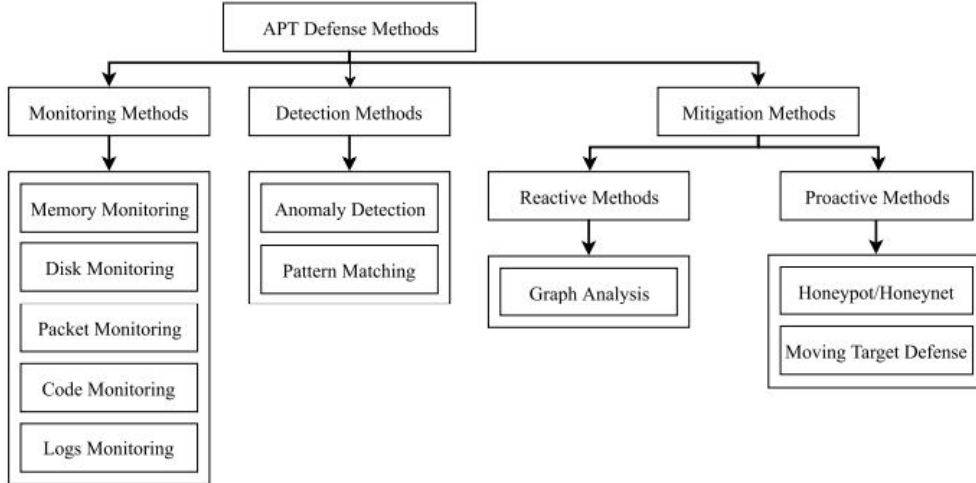 APT Defense Methods
Monitoring Methods
Detection Methods
Mitigation Methods
Reactive Methods
Proactive Methods
Memory Monitoring
Disk Monitoring
Packet Monitoring
Code Monitoring
Logs Monitoring
Anomaly Detection
Pattern Matching
Graph Analysis
Honeypot/Honeynet
Moving Target Defense